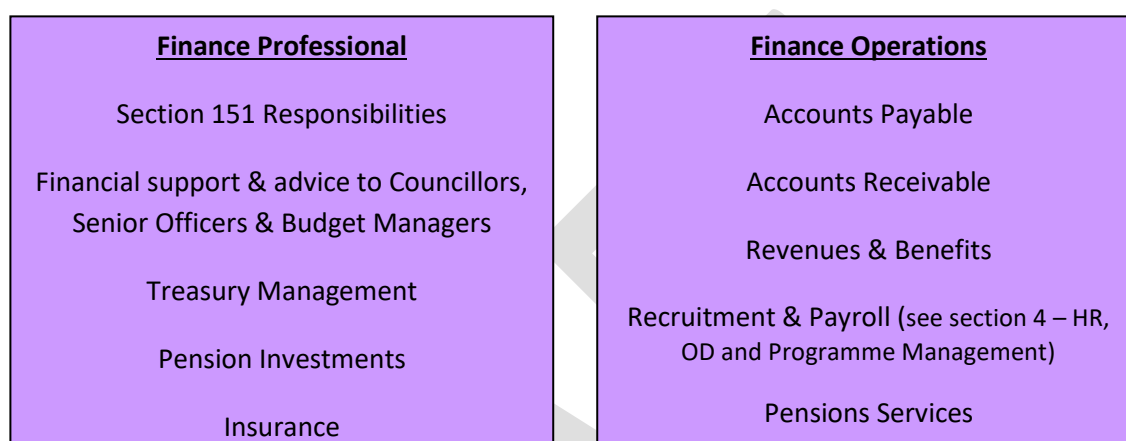 Finance Professional
Section 151 Responsibilities
Financial support & advice to Councillors,
Senior Officers & Budget Managers
Treasury Management
Pension Investments
Insurance
Finance Operations
Accounts Payable
Accounts Receivable
Revenues & Benefits
Recruitment & Payroll (see section 4 – HR,
OD and Programme Management)
Pensions Services